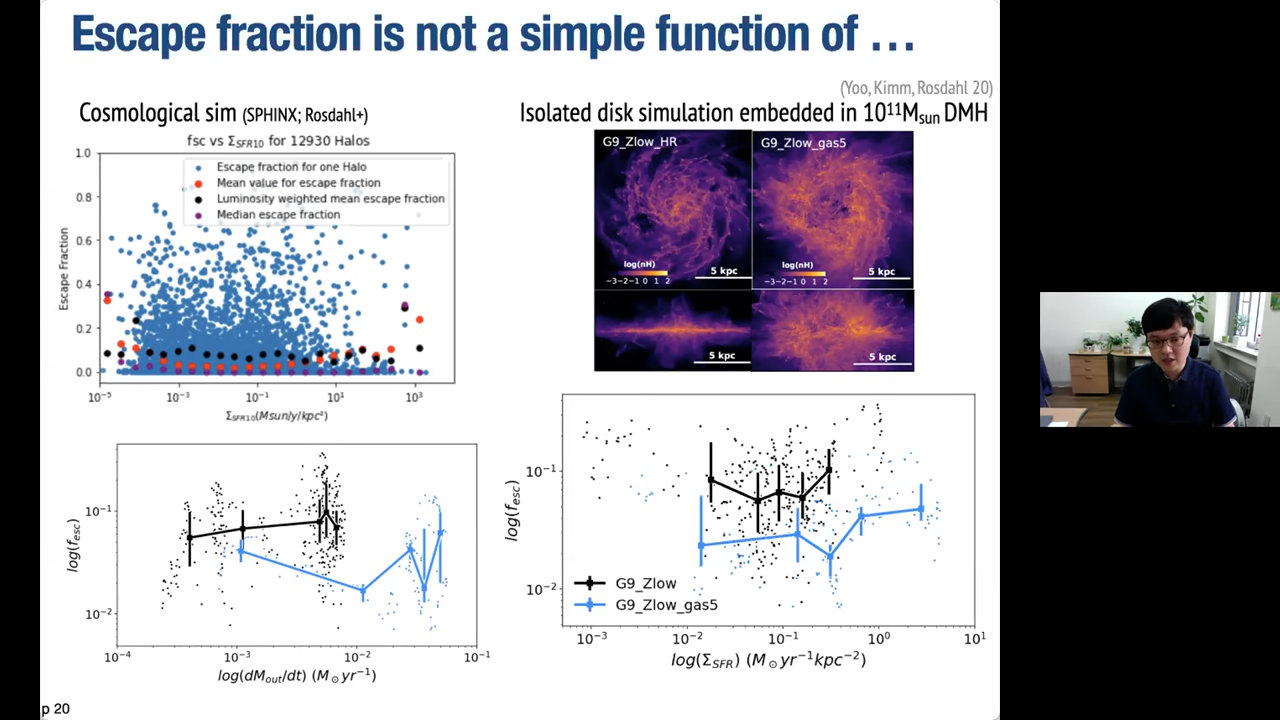 Escape fraction is not a simple function of …
(Yoo, Kimm, Rosdahl 20)
Cosmological sim (SPHINX; Rosdahl+)
Isolated disk simulation embedded in 10¹¹Msun DMH
fsc vs Σ_SFR10 for 12930 Halos
Escape fraction for one Halo
Mean value for escape fraction
Luminosity weighted mean escape fraction
Median escape fraction
Escape Fraction
1.0
0.8
0.6
0.4
0.2
0.0
10⁻⁵ 10⁻³ 10⁻¹ 10¹ 10³
Σ_SFR10(Msun/y/kpc²)
G9_Zlow_HR
G9_Zlow_gas5
log(nH)
−3−2−1 0 1 2
5 kpc
log(nH)
−3−2−1 0 1 2
5 kpc
5 kpc
5 kpc
log(f_esc)
10⁻¹
10⁻²
10⁻⁴ 10⁻³ 10⁻² 10⁻¹
log(dM_out/dt) (M_⊙yr⁻¹)
log(f_esc)
10⁻¹
10⁻²
G9_Zlow
G9_Zlow_gas5
10⁻³ 10⁻² 10⁻¹ 10⁰ 10¹
log(Σ_SFR) (M_⊙yr⁻¹kpc⁻²)
p 20